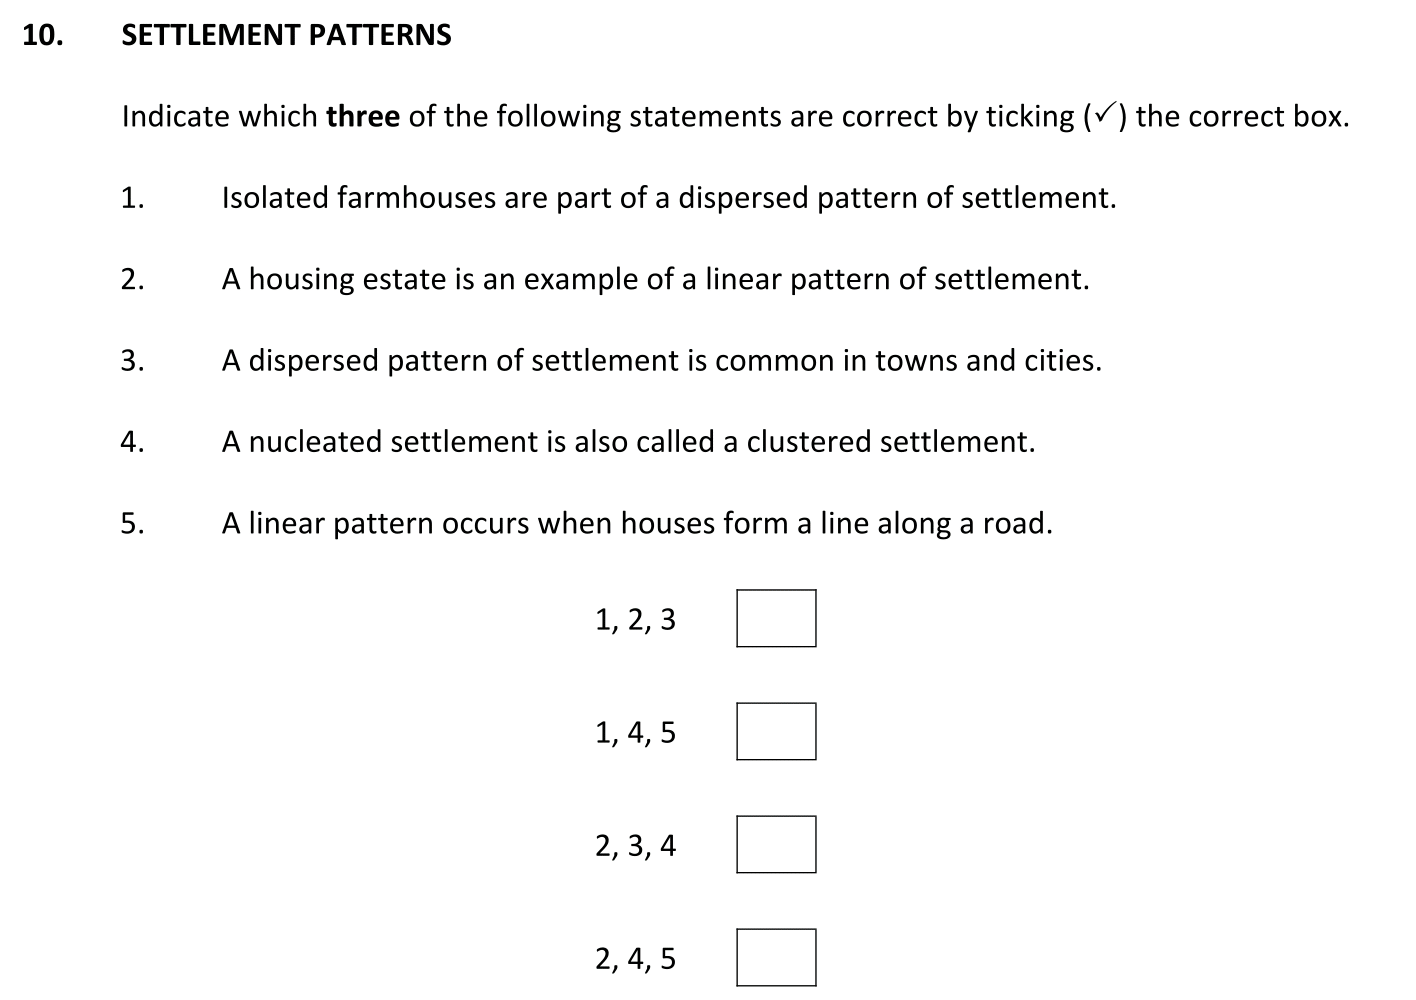 10. SETTLEMENT PATTERNS
Indicate which three of the following statements are correct by ticking (✓) the correct box.
1. Isolated farmhouses are part of a dispersed pattern of settlement.
2. A housing estate is an example of a linear pattern of settlement.
3. A dispersed pattern of settlement is common in towns and cities.
4. A nucleated settlement is also called a clustered settlement.
5. A linear pattern occurs when houses form a line along a road.
1, 2, 3
1, 4, 5
2, 3, 4
2, 4, 5